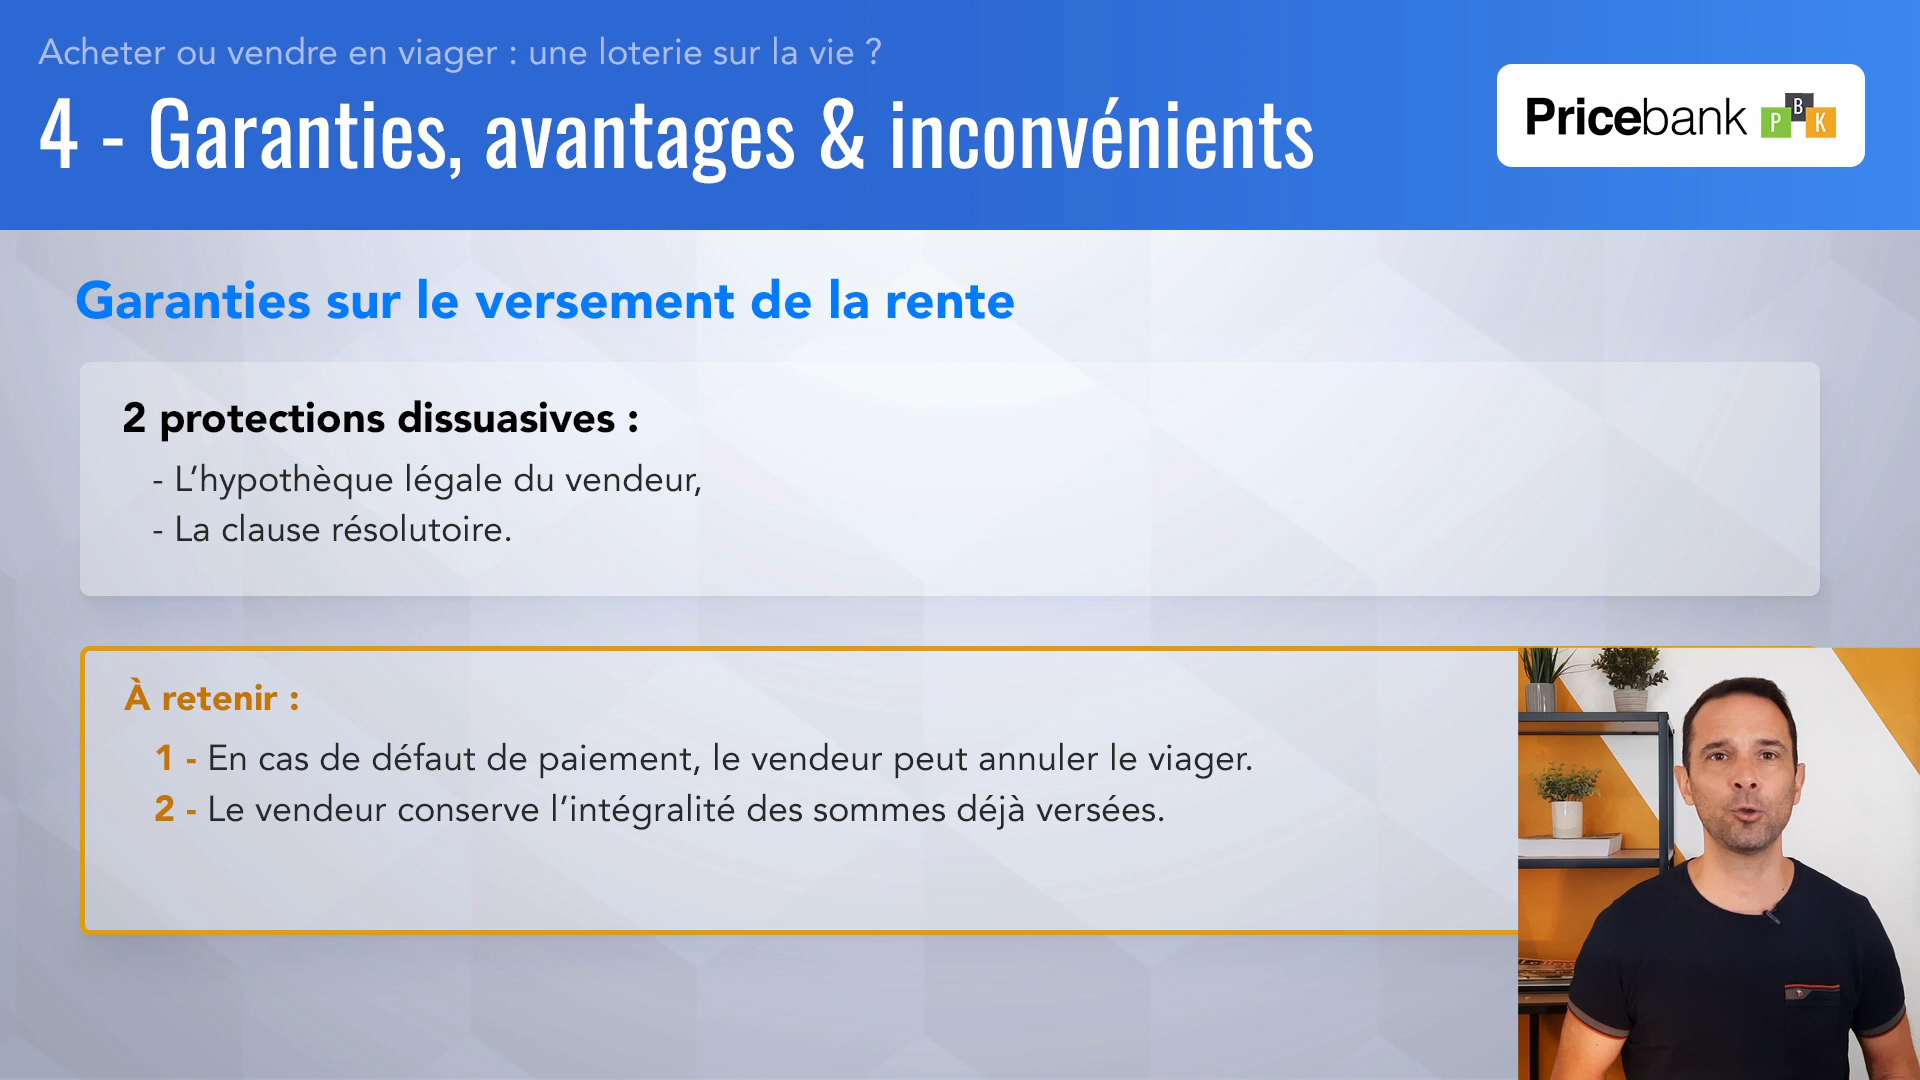 Acheter ou vendre en viager : une loterie sur la vie ?
4 - Garanties, avantages & inconvénients
Pricebank P B K
Garanties sur le versement de la rente
2 protections dissuasives :
- L’hypothèque légale du vendeur,
- La clause résolutoire.
À retenir :
1 - En cas de défaut de paiement, le vendeur peut annuler le viager.
2 - Le vendeur conserve l’intégralité des sommes déjà versées.